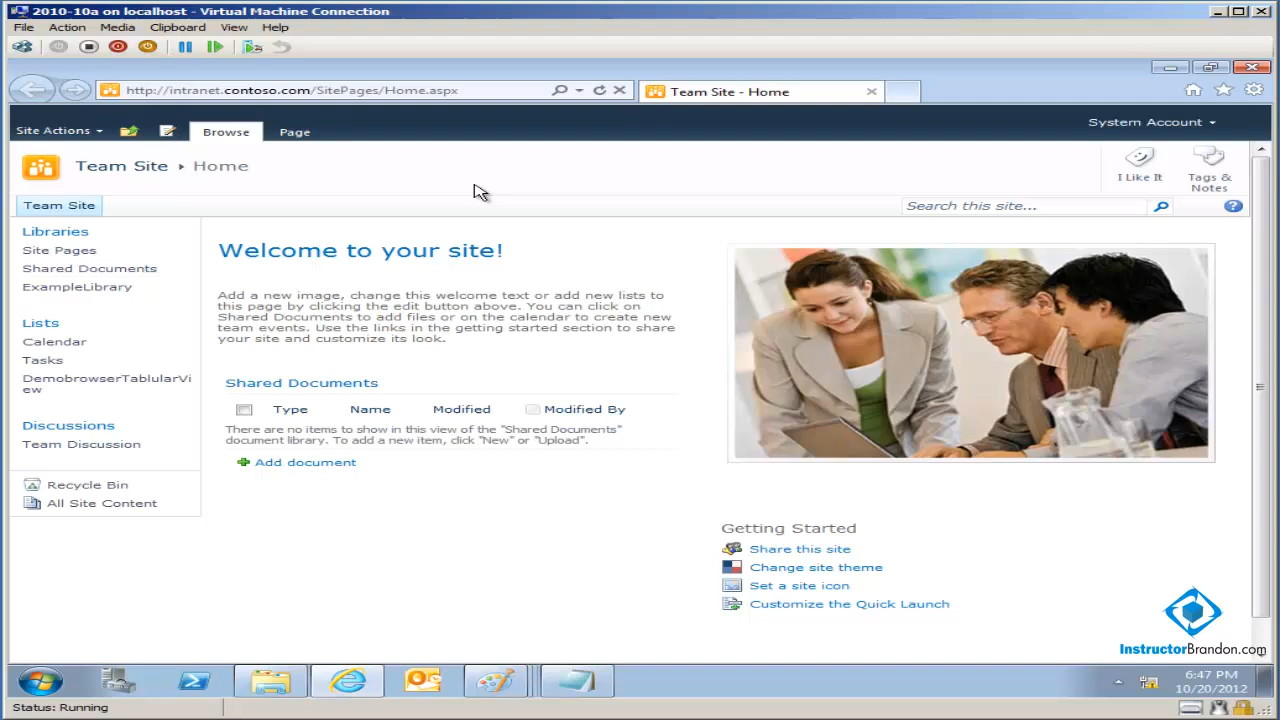 2010-10a on localhost - Virtual Machine Connection
File Action Media Clipboard View Help
http://intranet.contoso.com/SitePages/Home.aspx
Team Site - Home
Site Actions
Browse
Page
System Account
Team Site
Home
I Like It
Tags &
Notes
Team Site
Search this site...
Libraries
Site Pages
Shared Documents
ExampleLibrary
Lists
Calendar
Tasks
DemobrowserTablularVi
ew
Discussions
Team Discussion
Recycle Bin
All Site Content
Welcome to your site!
Add a new image, change this welcome text or add new lists to
this page by clicking the edit button above. You can click on
Shared Documents to add files or on the calendar to create new
team events. Use the links in the getting started section to share
your site and customize its look.
Shared Documents
Type Name Modified Modified By
There are no items to show in this view of the "Shared Documents"
document library. To add a new item, click "New" or "Upload".
Add document
Getting Started
Share this site
Change site theme
Set a site icon
Customize the Quick Launch
InstructorBrandon.com
6:47 PM
10/20/2012
Status: Running